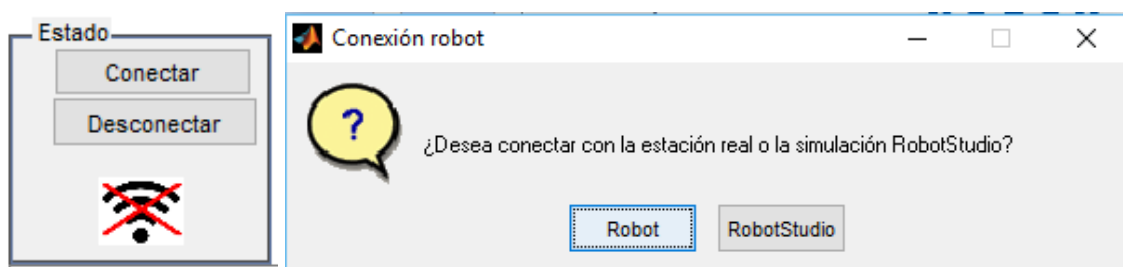 Estado
Conectar
Desconectar
Conexión robot
?
¿Desea conectar con la estación real o la simulación RobotStudio?
Robot
RobotStudio